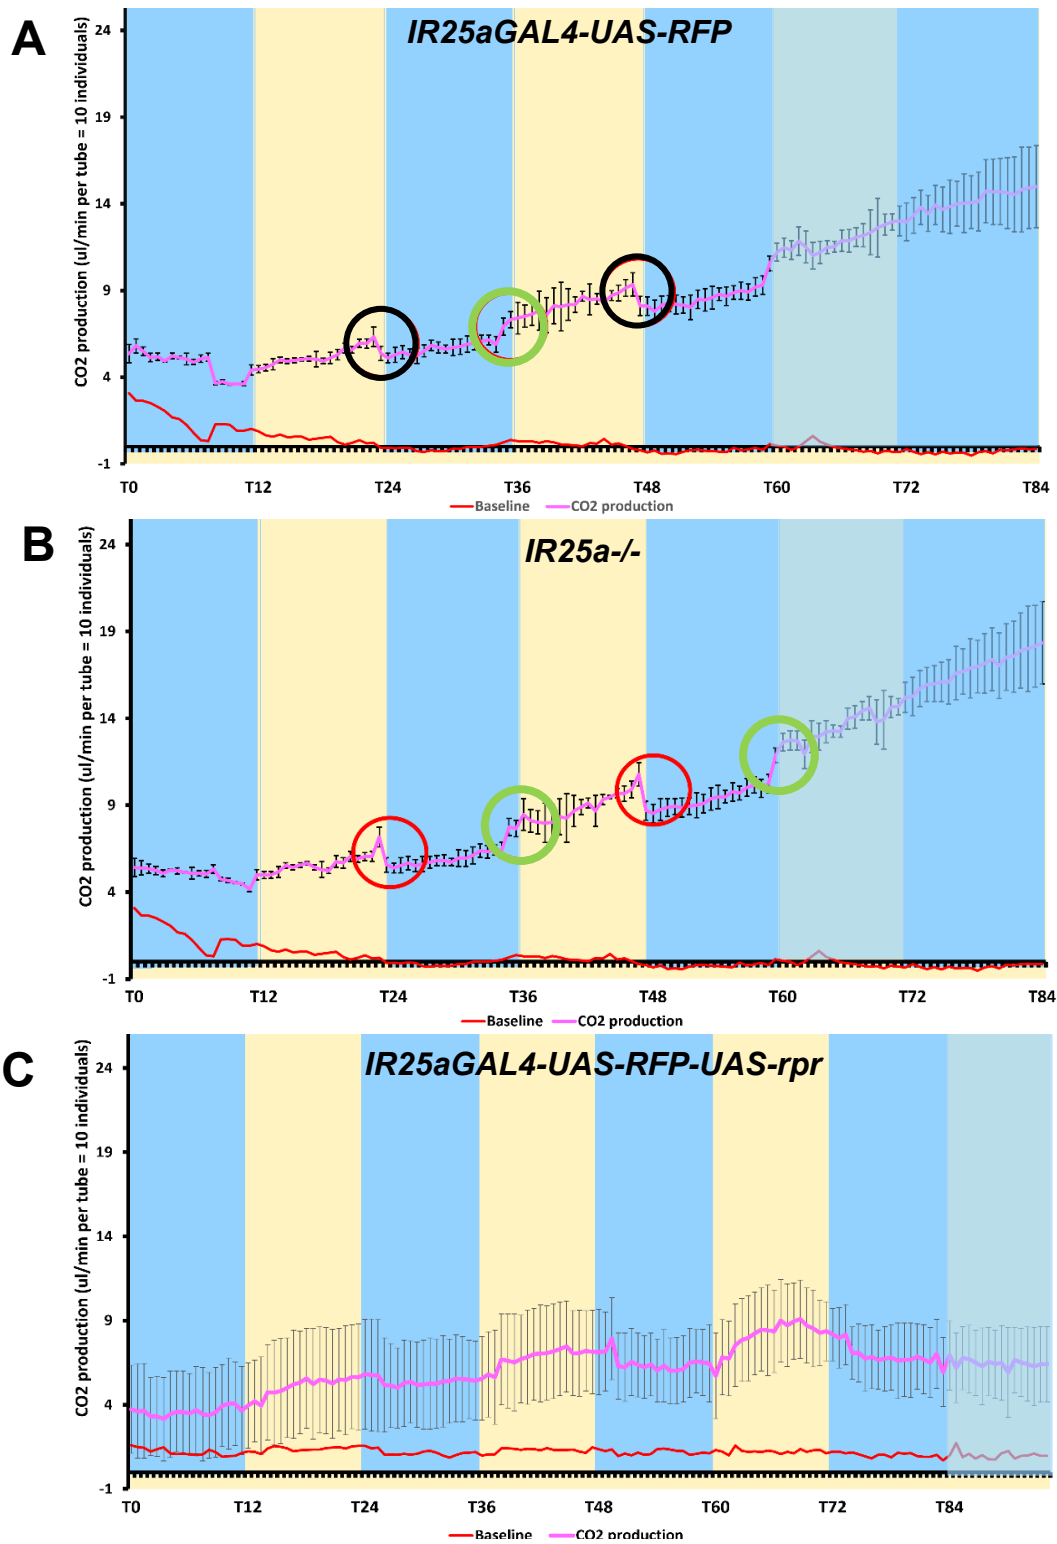 A
IR25aGAL4-UAS-RFP
CO2 production (ul/min per tube = 10 individuals)
24
19
14
9
4
-1
T0 T12 T24 T36 T48 T60 T72 T84
Baseline CO2 production
B
IR25a-/-
CO2 production (ul/min per tube = 10 individuals)
24
19
14
9
4
-1
T0 T12 T24 T36 T48 T60 T72 T84
Baseline CO2 production
C
IR25aGAL4-UAS-RFP-UAS-rpr
CO2 production (ul/min per tube = 10 individuals)
24
19
14
9
4
-1
T0 T12 T24 T36 T48 T60 T72 T84
Baseline CO2 production